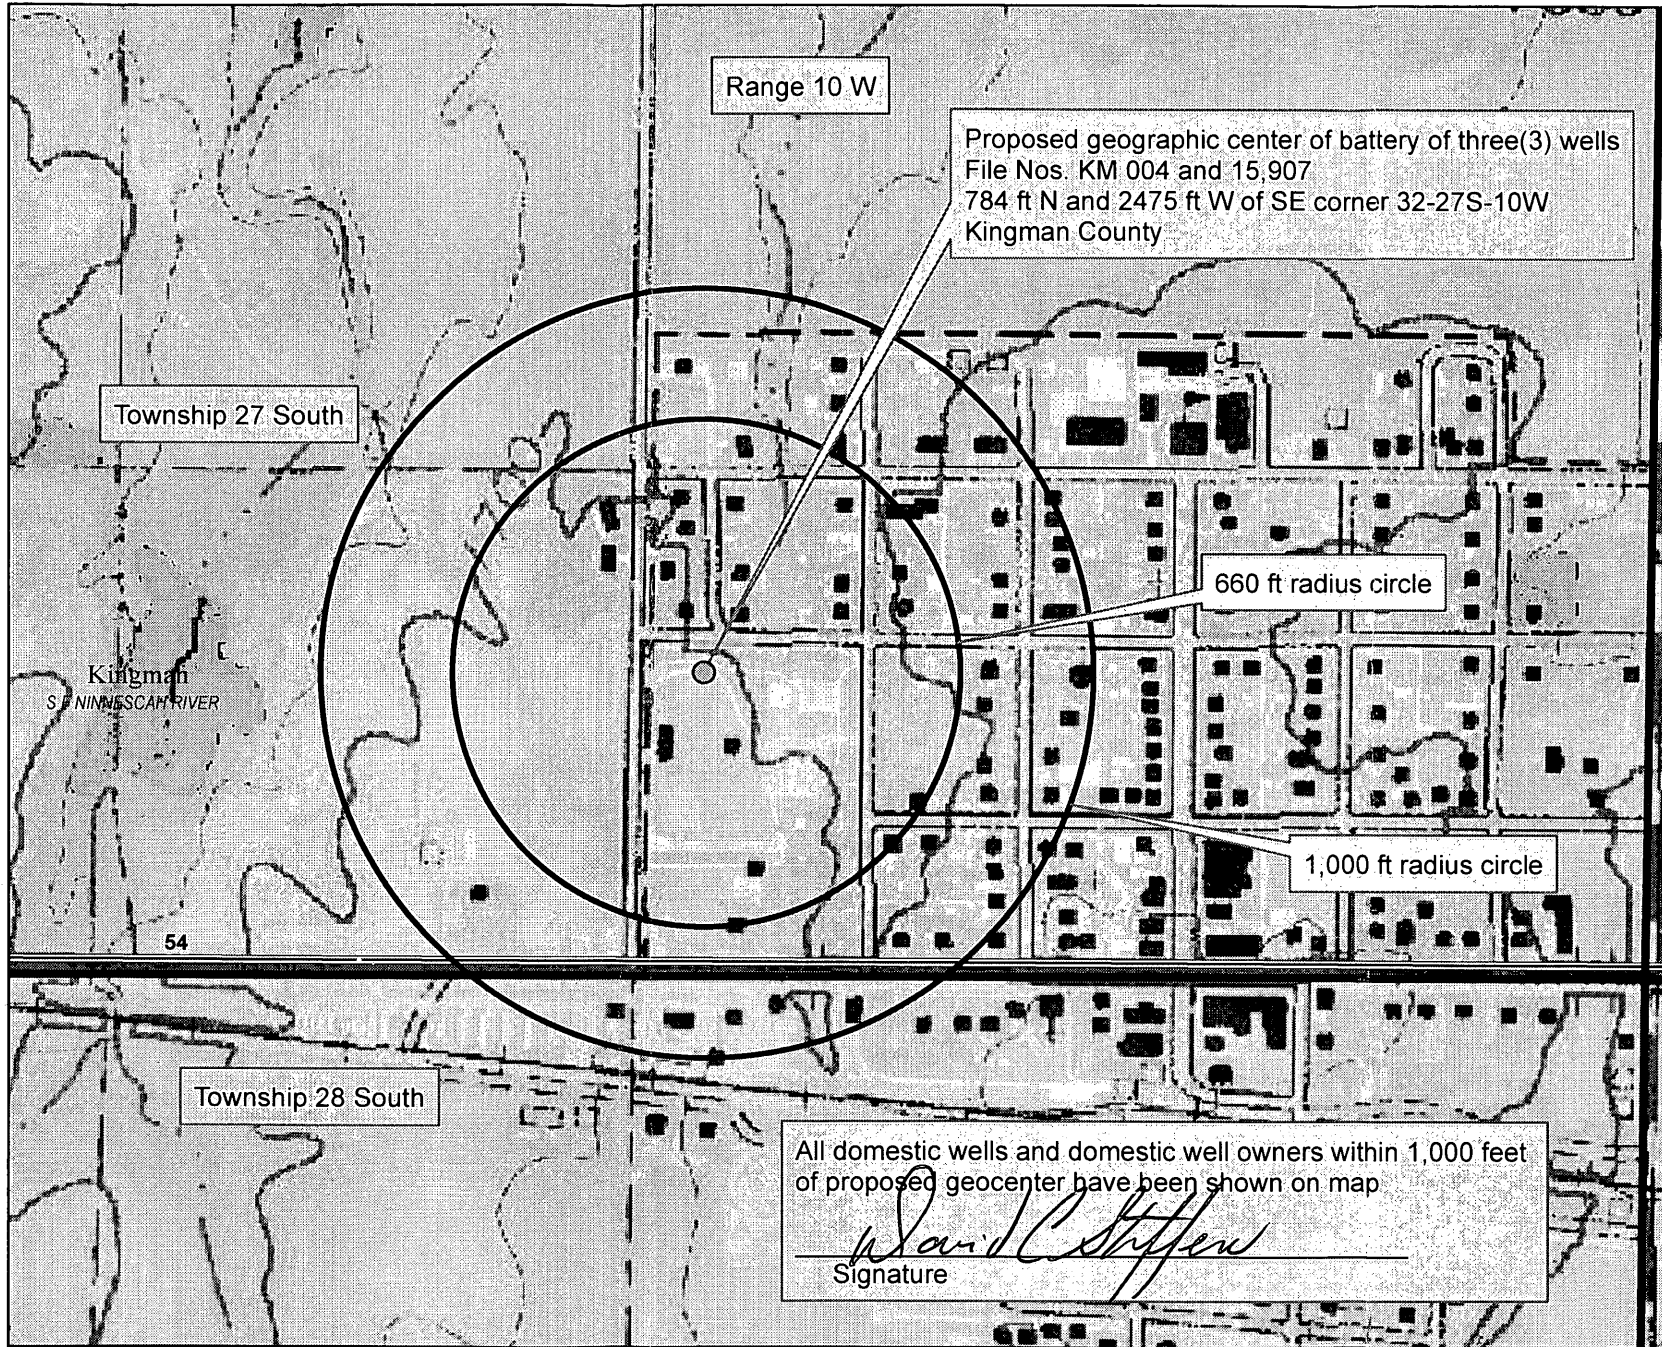 Range 10 W
Proposed geographic center of battery of three(3) wells
File Nos. KM 004 and 15,907
784 ft N and 2475 ft W of SE corner 32-27S-10W
Kingman County
Township 27 South
660 ft radius circle
Kingman
S F NINNESCAH RIVER
1,000 ft radius circle
54
Township 28 South
All domestic wells and domestic well owners within 1,000 feet
of proposed geocenter have been shown on map
David C Steffen
Signature